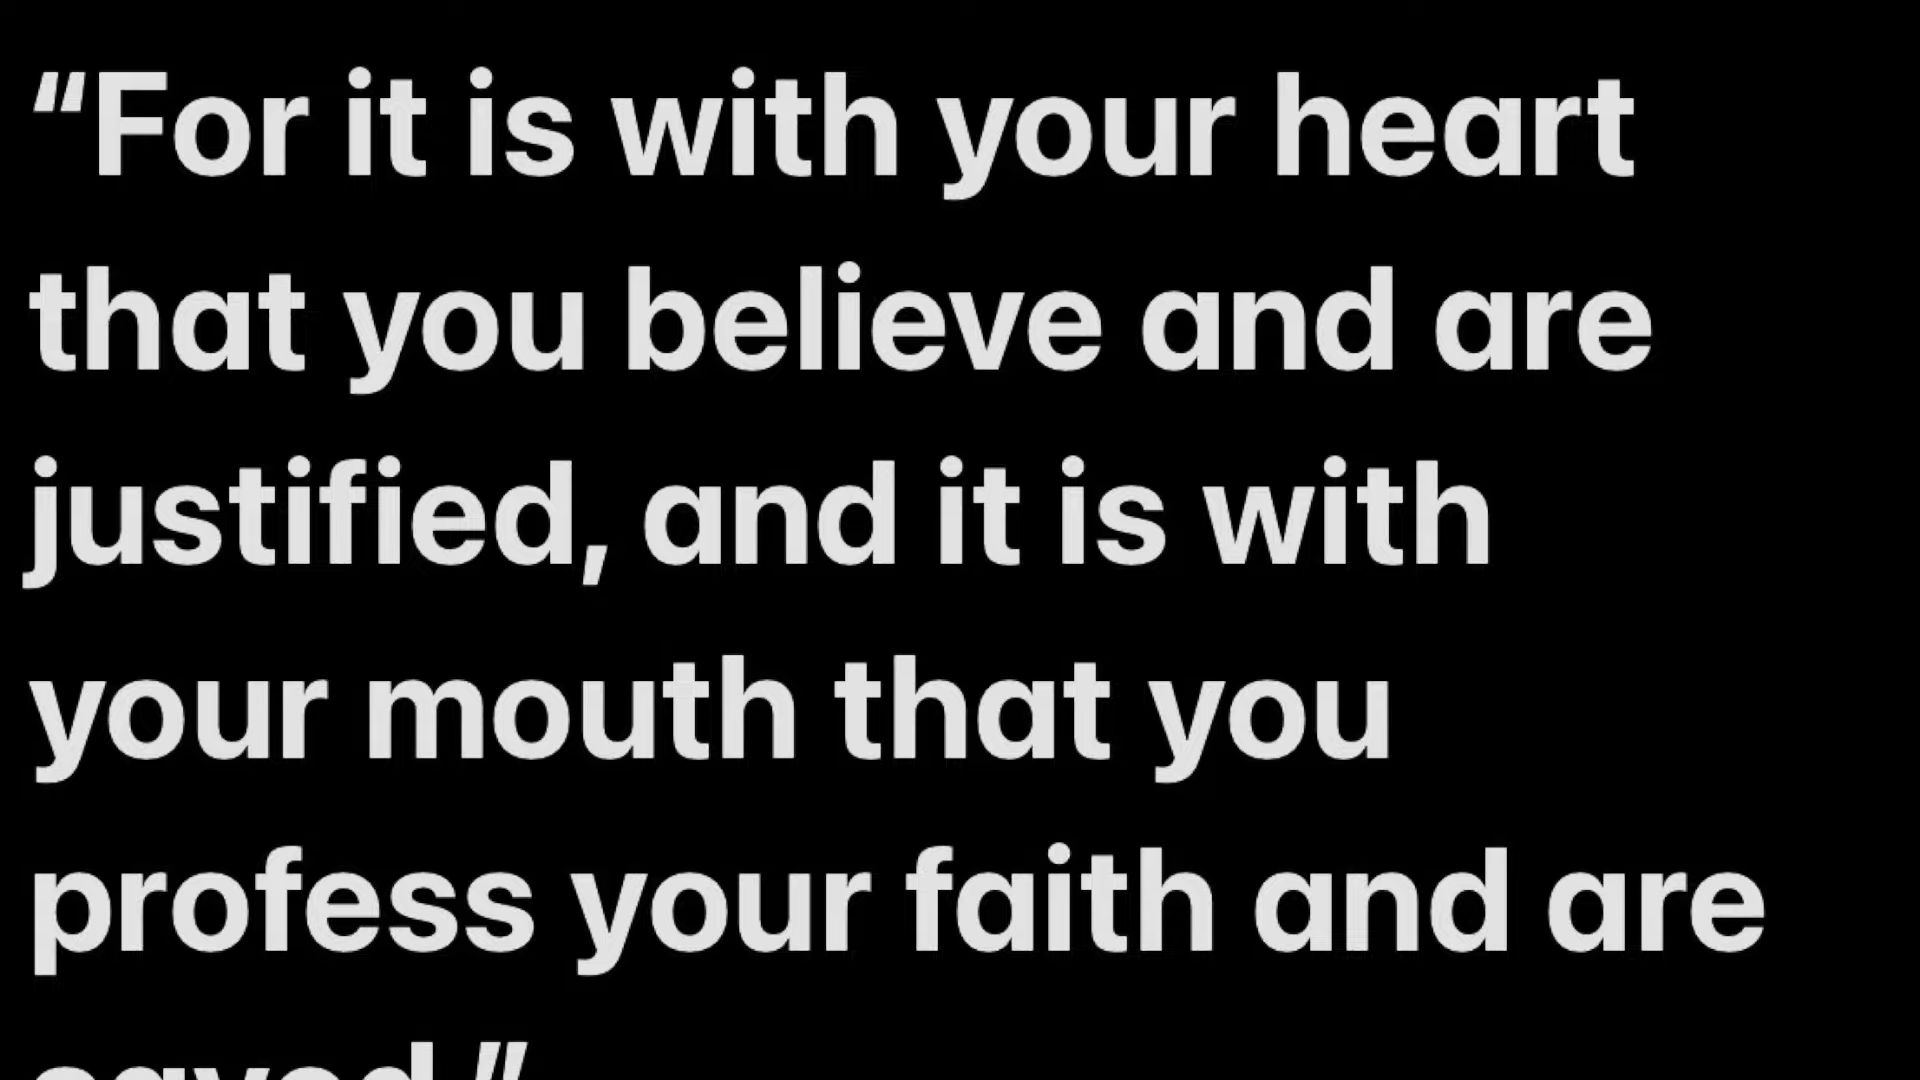 “For it is with your heart
that you believe and are
justified, and it is with
your mouth that you
profess your faith and are
saved.”